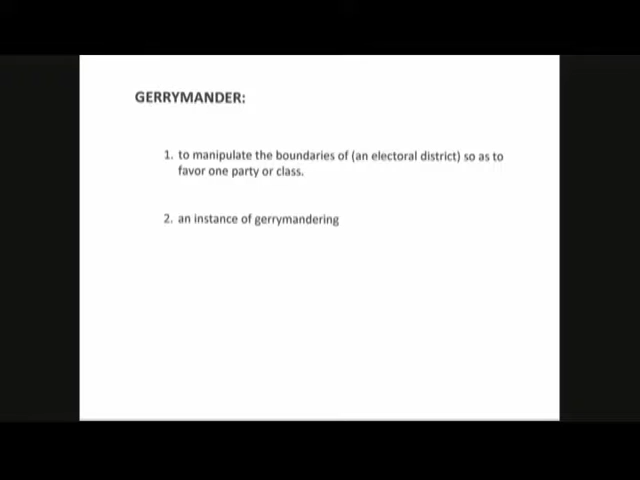 GERRYMANDER:
1. to manipulate the boundaries of (an electoral district) so as to
favor one party or class.
2. an instance of gerrymandering